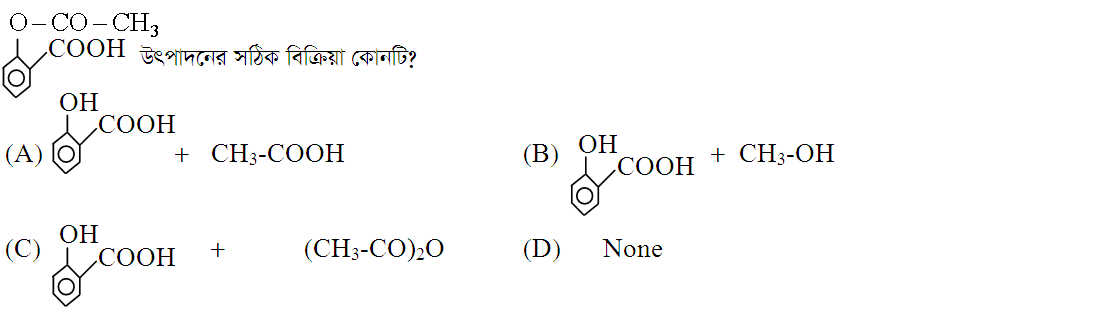 O – CO – CH₃
COOH উৎপাদনের সঠিক বিক্রিয়া কোনটি?
OH
COOH
(A) + CH₃-COOH
OH
COOH
(B) + CH₃-OH
OH
COOH
(C) + (CH₃-CO)₂O
(D) None